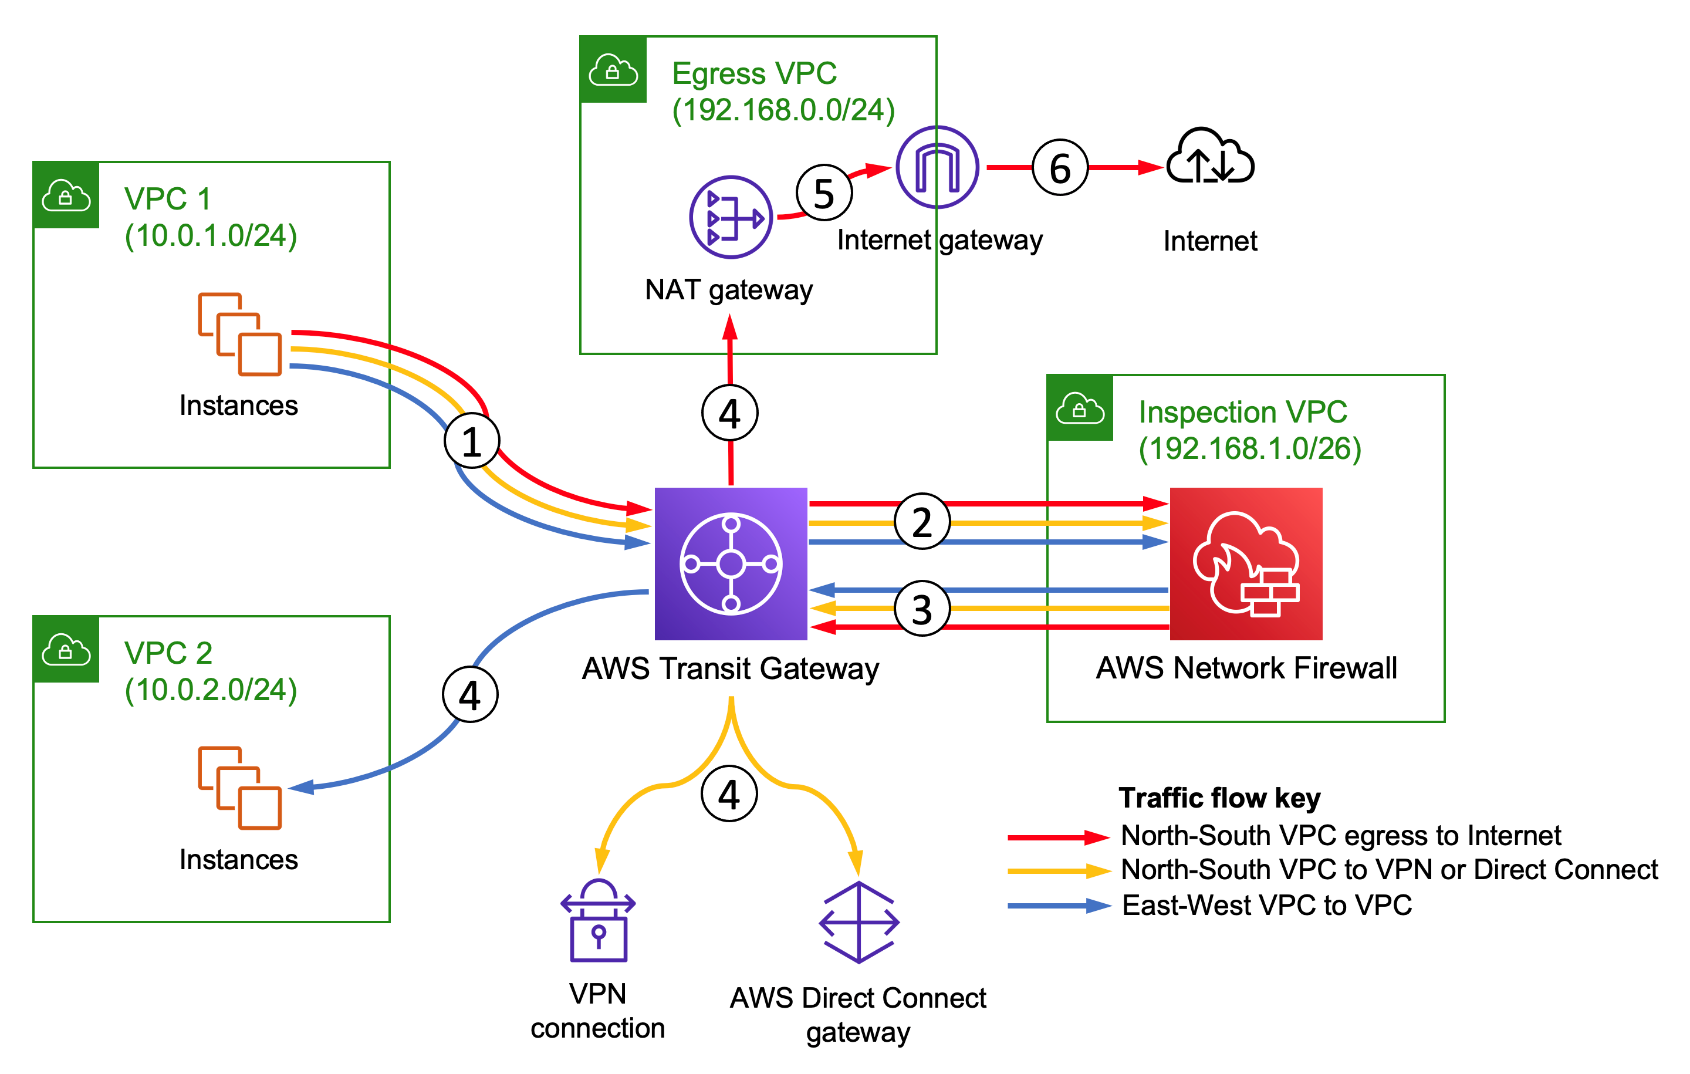 Egress VPC
(192.168.0.0/24)
5
6
NAT gateway
Internet gateway
Internet
VPC 1
(10.0.1.0/24)
Instances
1
4
Inspection VPC
(192.168.1.0/26)
2
3
AWS Transit Gateway
AWS Network Firewall
VPC 2
(10.0.2.0/24)
Instances
4
4
VPN
connection
AWS Direct Connect
gateway
Traffic flow key
North-South VPC egress to Internet
North-South VPC to VPN or Direct Connect
East-West VPC to VPC